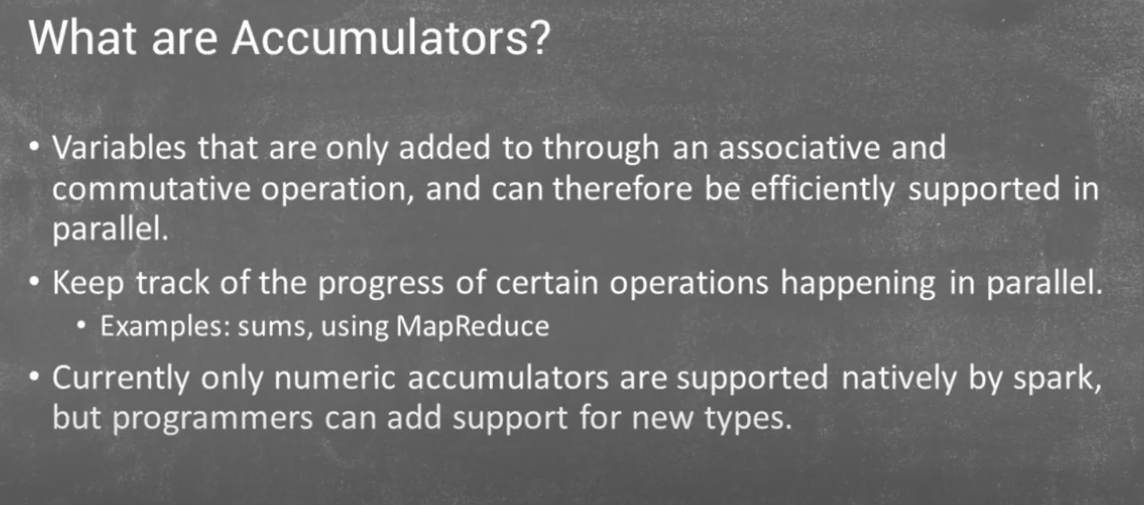 What are Accumulators?
• Variables that are only added to through an associative and
commutative operation, and can therefore be efficiently supported in
parallel.
• Keep track of the progress of certain operations happening in parallel.
• Examples: sums, using MapReduce
• Currently only numeric accumulators are supported natively by spark,
but programmers can add support for new types.